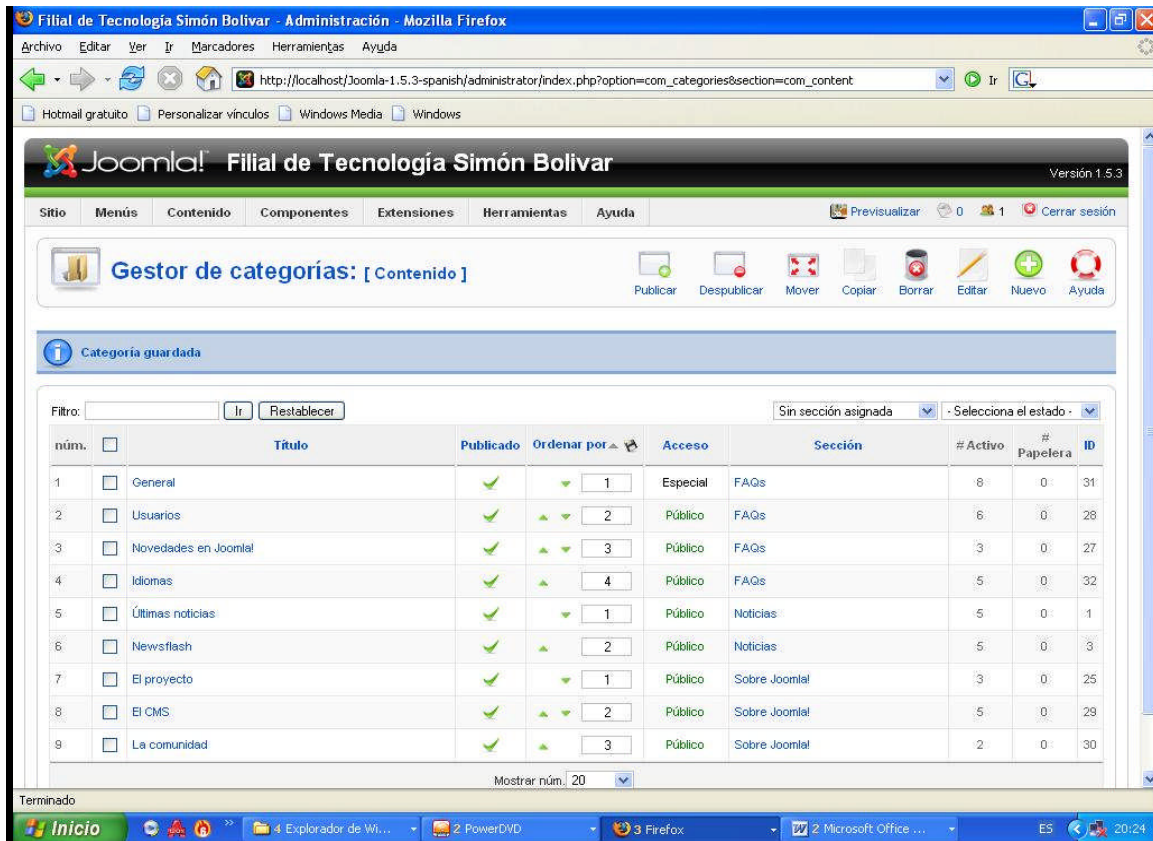 Filial de Tecnología Simón Bolivar - Administración - Mozilla Firefox
Archivo Editar Ver Ir Marcadores Herramientas Ayuda
http://localhost/Joomla-1.5.3-spanish/administrator/index.php?option=com_categories&section=com_content Ir G
Hotmail gratuito Personalizar vínculos Windows Media Windows
Joomla! Filial de Tecnología Simón Bolivar
Versión 1.5.3
Sitio Menús Contenido Componentes Extensiones Herramientas Ayuda Previsualizar 0 1 Cerrar sesión
Gestor de categorías: [ Contenido ]
Publicar Despublicar Mover Copiar Borrar Editar Nuevo Ayuda
Categoría guardada
Filtro: Ir Restablecer Sin sección asignada - Selecciona el estado -
núm. Título Publicado Ordenar por Acceso Sección # Activo # Papelera ID
1 General 1 Especial FAQs 8 0 31
2 Usuarios 2 Público FAQs 6 0 28
3 Novedades en Joomla! 3 Público FAQs 3 0 27
4 Idiomas 4 Público FAQs 5 0 32
5 Últimas noticias 1 Público Noticias 5 0 1
6 Newsflash 2 Público Noticias 5 0 3
7 El proyecto 1 Público Sobre Joomla! 3 0 25
8 El CMS 2 Público Sobre Joomla! 5 0 29
9 La comunidad 3 Público Sobre Joomla! 2 0 30
Mostrar núm. 20
Terminado
Inicio » 4 Explorador de Wi... 2 PowerDVD 3 Firefox 2 Microsoft Office ... ES 20:24